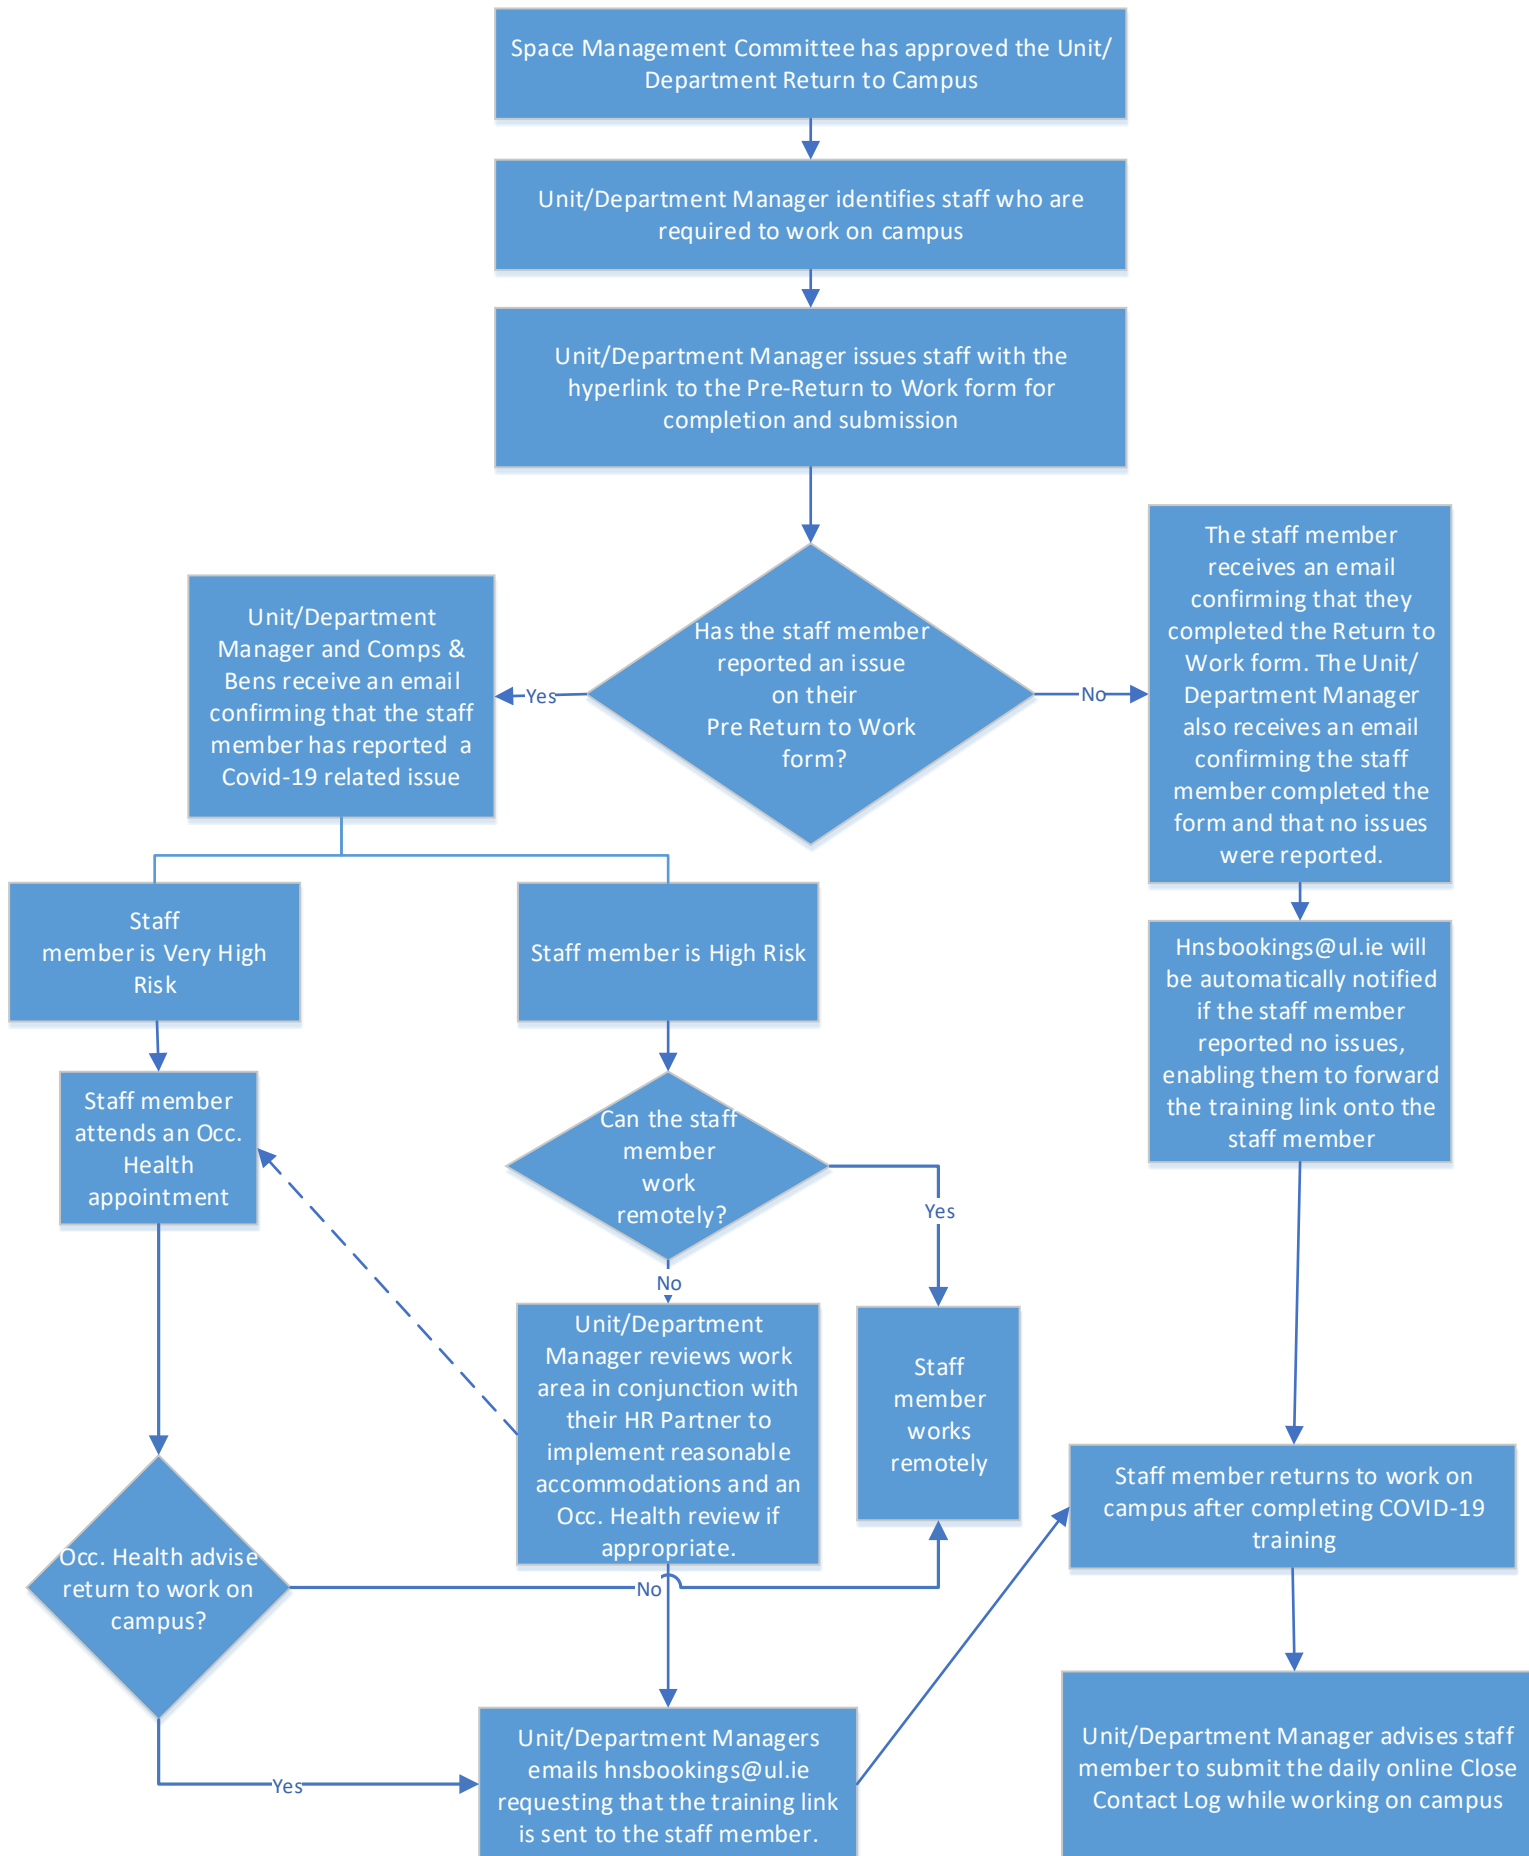 Space Management Committee has approved the Unit/
Department Return to Campus
Unit/Department Manager identifies staff who are
required to work on campus
Unit/Department Manager issues staff with the
hyperlink to the Pre-Return to Work form for
completion and submission
Has the staff member
reported an issue
on their
Pre Return to Work
form?
Yes
No
Unit/Department
Manager and Comps &
Bens receive an email
confirming that the staff
member has reported a
Covid-19 related issue
The staff member
receives an email
confirming that they
completed the Return to
Work form. The Unit/
Department Manager
also receives an email
confirming the staff
member completed the
form and that no issues
were reported.
Staff
member is Very High
Risk
Staff member is High Risk
Hnsbookings@ul.ie will
be automatically notified
if the staff member
reported no issues,
enabling them to forward
the training link onto the
staff member
Staff member
attends an Occ.
Health
appointment
Can the staff
member
work
remotely?
Yes
No
Unit/Department
Manager reviews work
area in conjunction with
their HR Partner to
implement reasonable
accommodations and an
Occ. Health review if
appropriate.
Staff
member
works
remotely
Staff member returns to work on
campus after completing COVID-19
training
Occ. Health advise
return to work on
campus?
No
Yes
Unit/Department Managers
emails hnsbookings@ul.ie
requesting that the training link
is sent to the staff member.
Unit/Department Manager advises staff
member to submit the daily online Close
Contact Log while working on campus